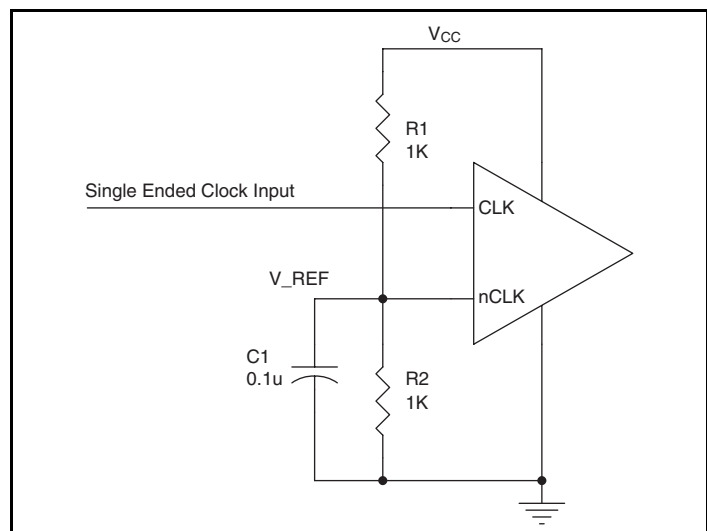 VCC
R1
1K
Single Ended Clock Input
CLK
V_REF
nCLK
C1
0.1u
R2
1K